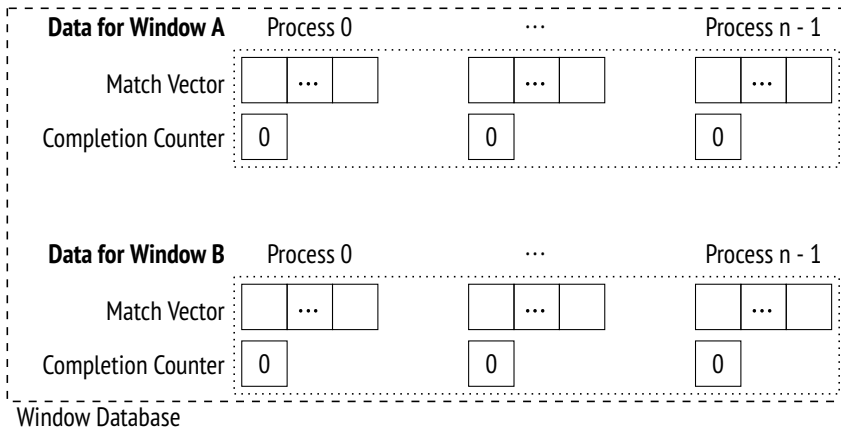 Data for Window A Process 0 ... Process n - 1
Match Vector ... ... ...
Completion Counter 0 0 0
Data for Window B Process 0 ... Process n - 1
Match Vector ... ... ...
Completion Counter 0 0 0
Window Database